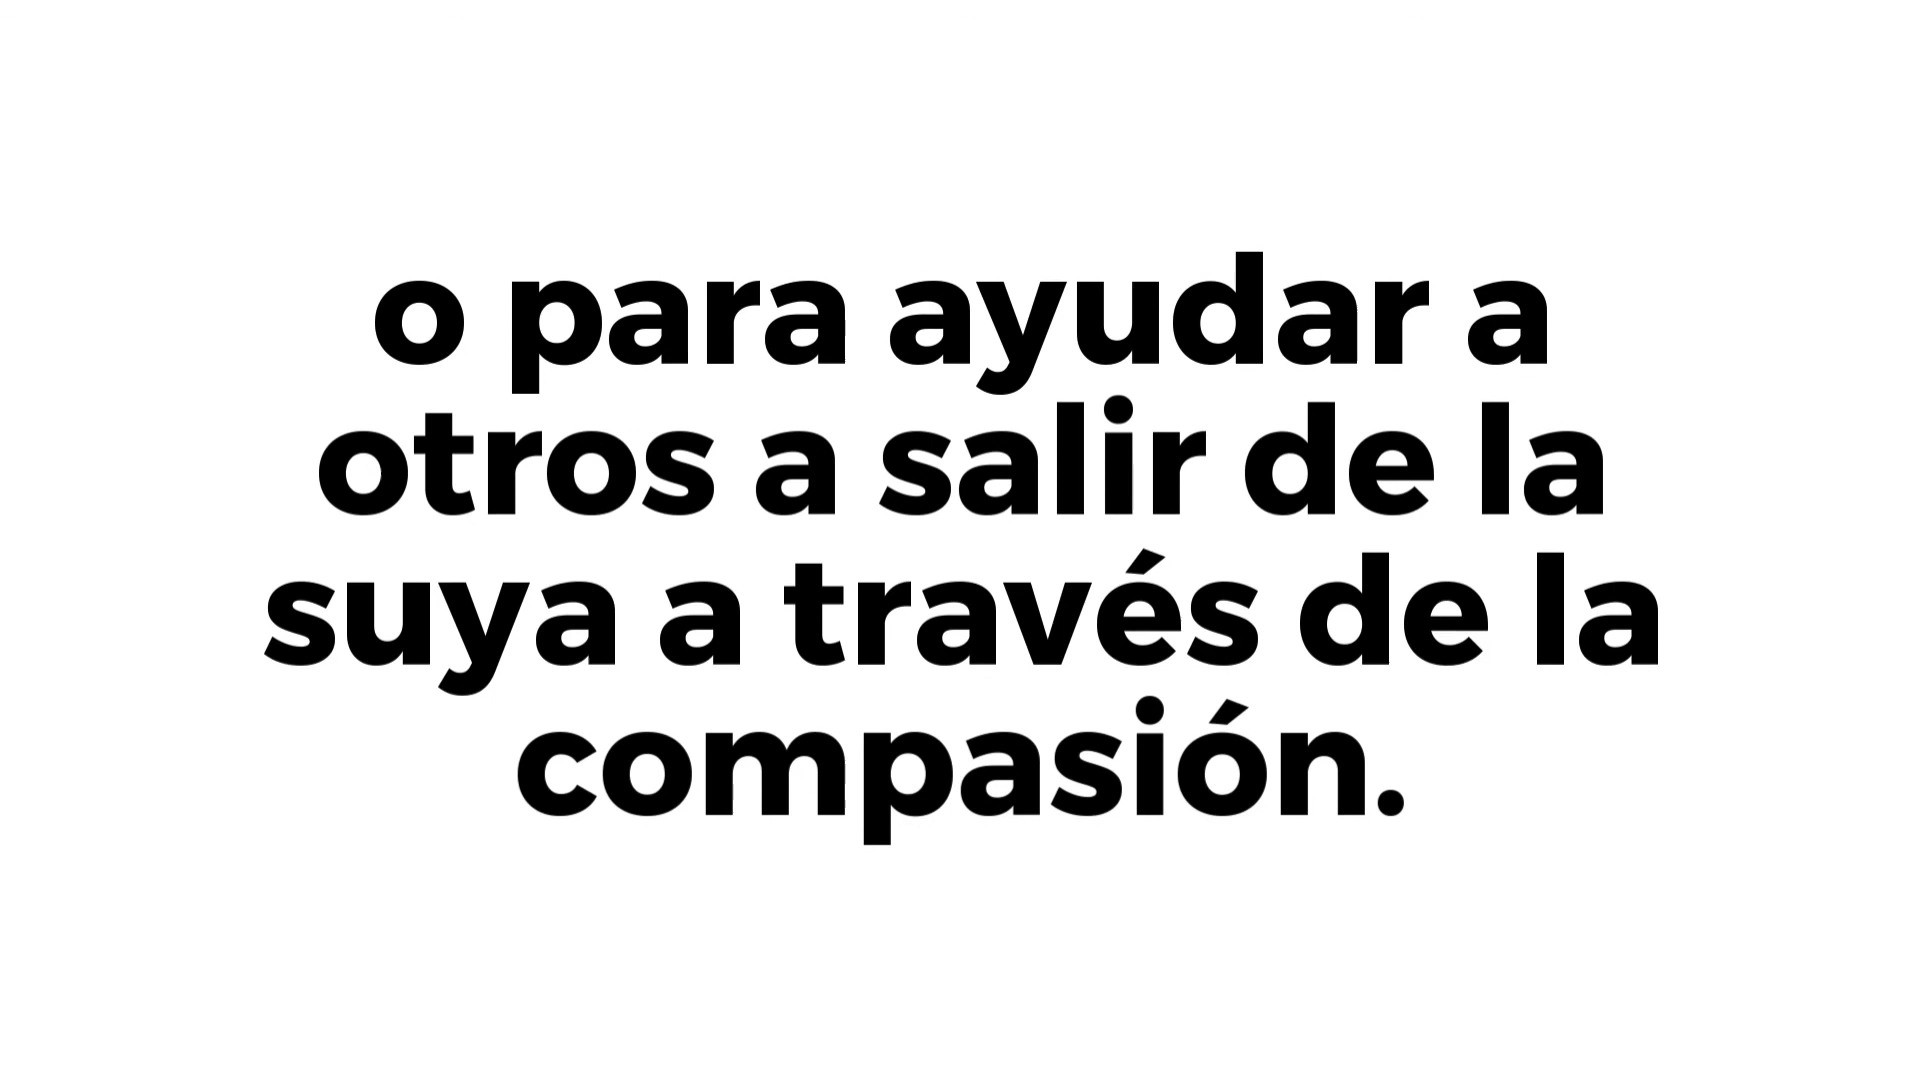 o para ayudar a
otros a salir de la
suya a través de la
compasión.